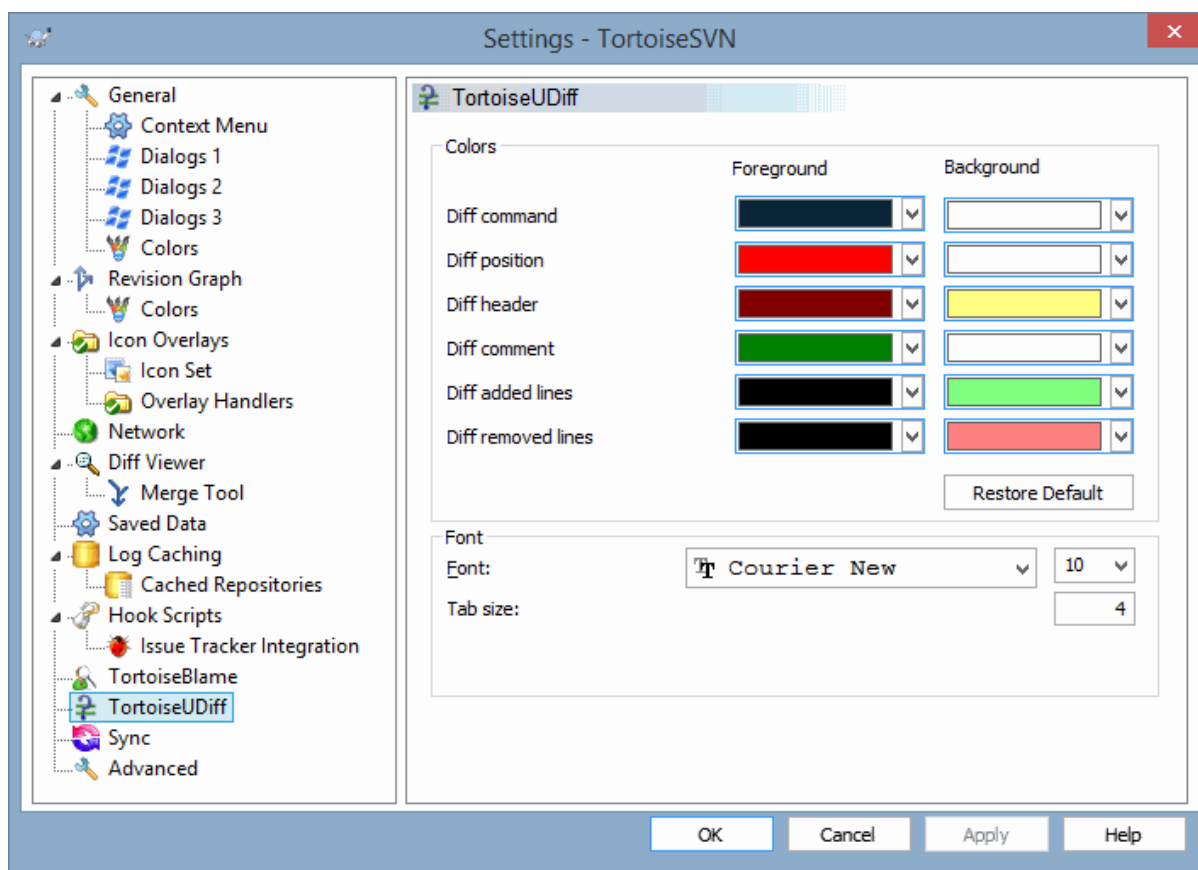 Settings - TortoiseSVN
General
Context Menu
Dialogs 1
Dialogs 2
Dialogs 3
Colors
Revision Graph
Colors
Icon Overlays
Icon Set
Overlay Handlers
Network
Diff Viewer
Merge Tool
Saved Data
Log Caching
Cached Repositories
Hook Scripts
Issue Tracker Integration
TortoiseBlame
TortoiseUDiff
Sync
Advanced
TortoiseUDiff
Colors
Foreground Background
Diff command
Diff position
Diff header
Diff comment
Diff added lines
Diff removed lines
Restore Default
Font
Font: Courier New 10
Tab size: 4
OK Cancel Apply Help